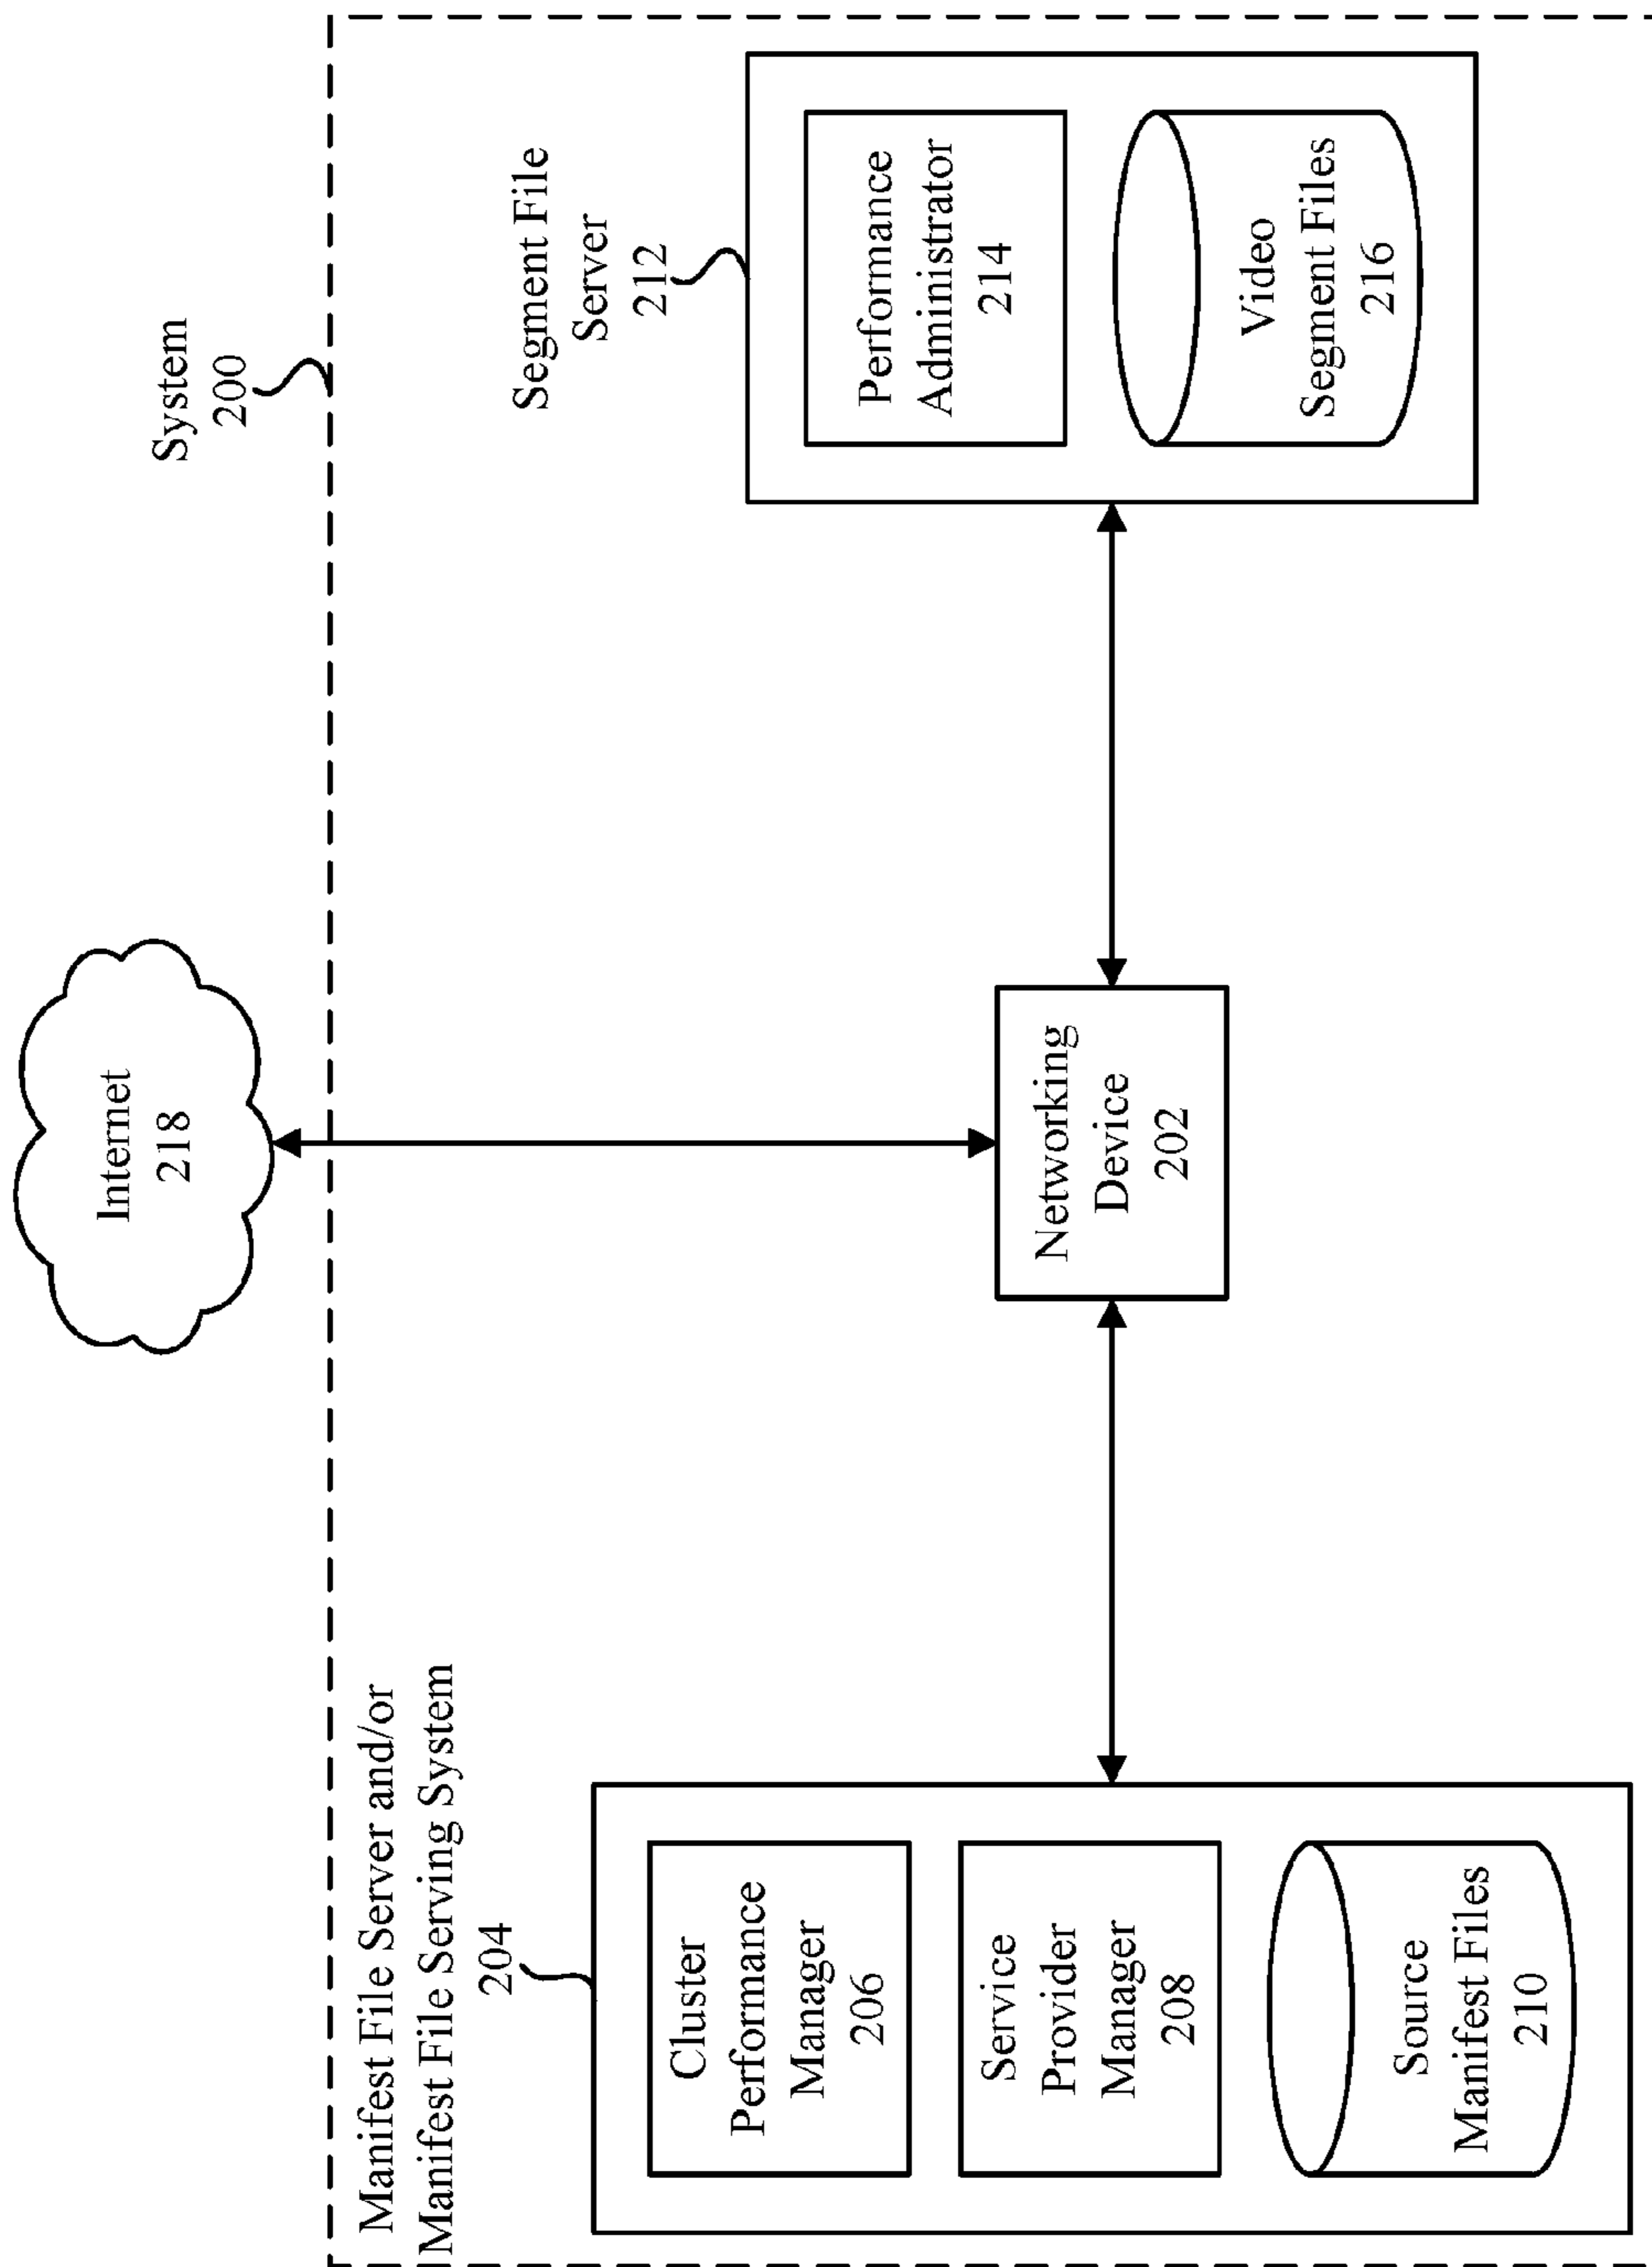 Internet
218
System
200
Manifest File Server and/or
Manifest File Serving System
204
Cluster
Performance
Manager
206
Service
Provider
Manager
208
Source
Manifest Files
210
Networking
Device
202
Segment File
Server
212
Performance
Administrator
214
Video
Segment Files
216